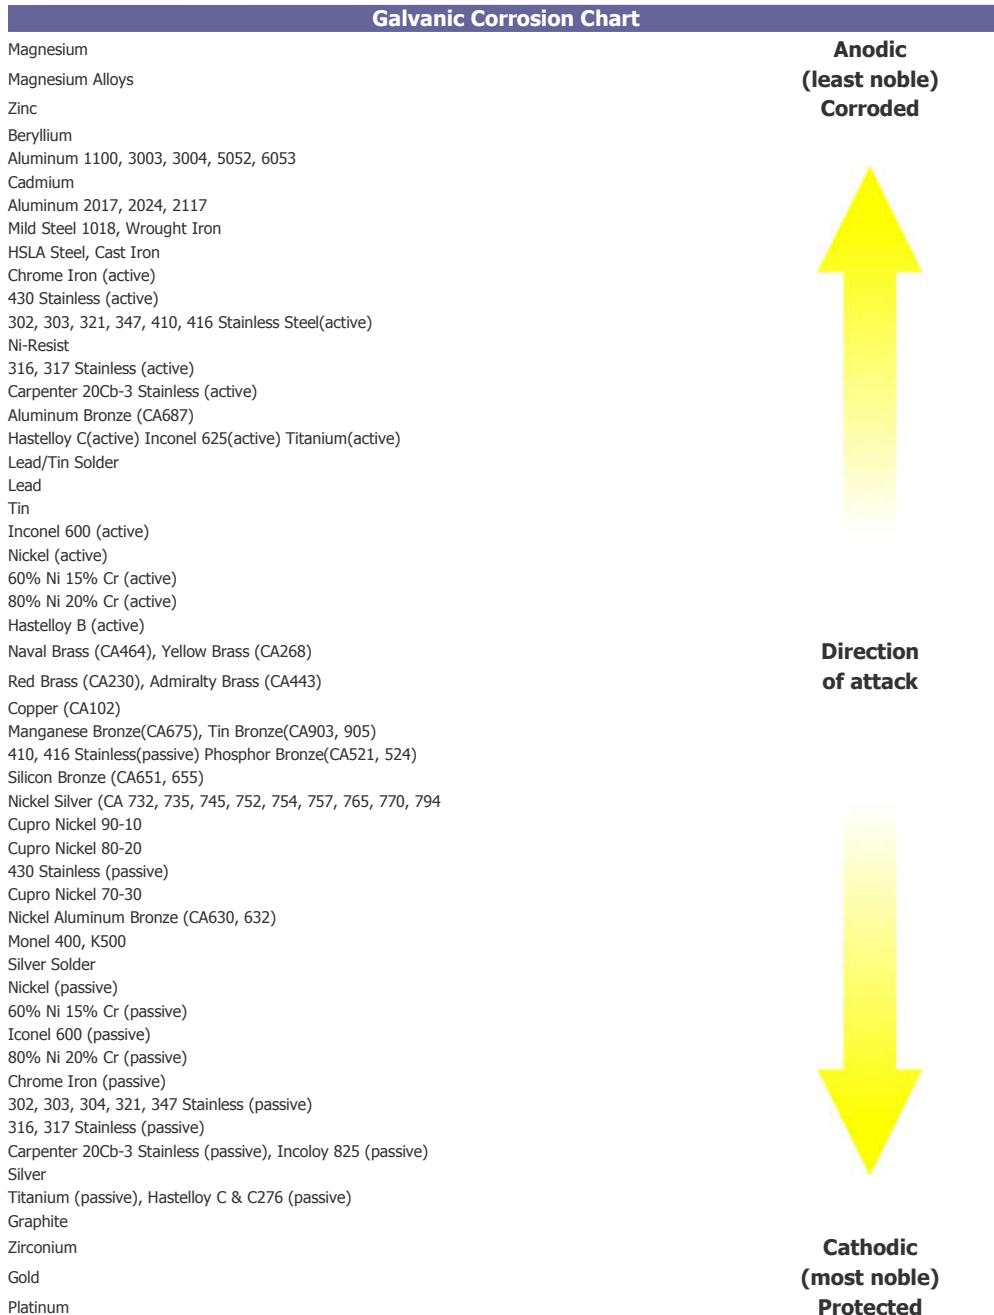 Galvanic Corrosion Chart
Magnesium
Anodic
Magnesium Alloys
(least noble)
Zinc
Corroded
Beryllium
Aluminum 1100, 3003, 3004, 5052, 6053
Cadmium
Aluminum 2017, 2024, 2117
Mild Steel 1018, Wrought Iron
HSLA Steel, Cast Iron
Chrome Iron (active)
430 Stainless (active)
302, 303, 321, 347, 410, 416 Stainless Steel(active)
Ni-Resist
316, 317 Stainless (active)
Carpenter 20Cb-3 Stainless (active)
Aluminum Bronze (CA687)
Hastelloy C(active) Inconel 625(active) Titanium(active)
Lead/Tin Solder
Lead
Tin
Inconel 600 (active)
Nickel (active)
60% Ni 15% Cr (active)
80% Ni 20% Cr (active)
Hastelloy B (active)
Naval Brass (CA464), Yellow Brass (CA268)
Direction
Red Brass (CA230), Admiralty Brass (CA443)
of attack
Copper (CA102)
Manganese Bronze(CA675), Tin Bronze(CA903, 905)
410, 416 Stainless(passive) Phosphor Bronze(CA521, 524)
Silicon Bronze (CA651, 655)
Nickel Silver (CA 732, 735, 745, 752, 754, 757, 765, 770, 794
Cupro Nickel 90-10
Cupro Nickel 80-20
430 Stainless (passive)
Cupro Nickel 70-30
Nickel Aluminum Bronze (CA630, 632)
Monel 400, K500
Silver Solder
Nickel (passive)
60% Ni 15% Cr (passive)
Iconel 600 (passive)
80% Ni 20% Cr (passive)
Chrome Iron (passive)
302, 303, 304, 321, 347 Stainless (passive)
316, 317 Stainless (passive)
Carpenter 20Cb-3 Stainless (passive), Incoloy 825 (passive)
Silver
Titanium (passive), Hastelloy C & C276 (passive)
Graphite
Zirconium
Cathodic
Gold
(most noble)
Platinum
Protected